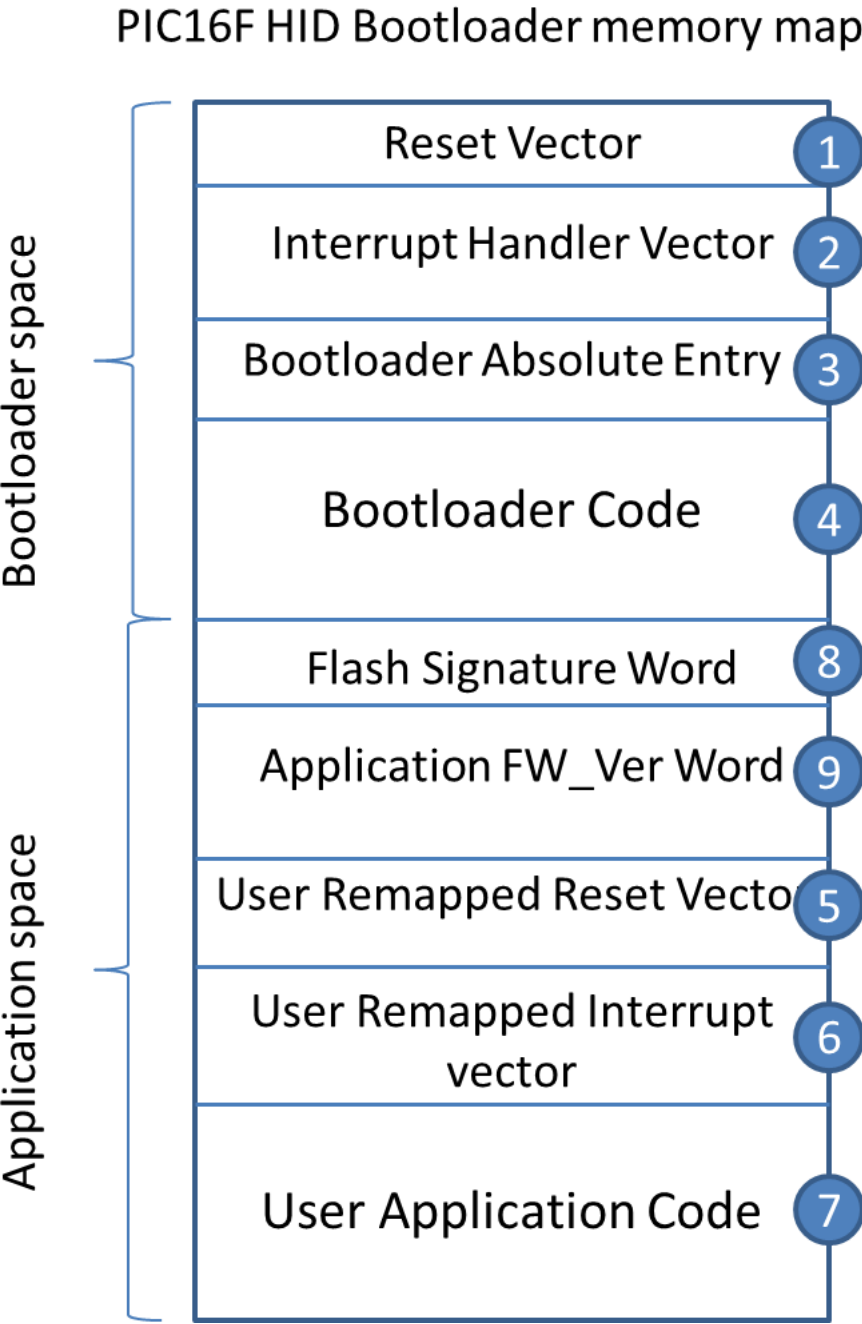 PIC16F HID Bootloader memory map
Bootloader space
Reset Vector
1
Interrupt Handler Vector
2
Bootloader Absolute Entry
3
Bootloader Code
4
Application space
Flash Signature Word
8
Application FW_Ver Word
9
User Remapped Reset Vecto
5
User Remapped Interrupt
vector
6
User Application Code
7